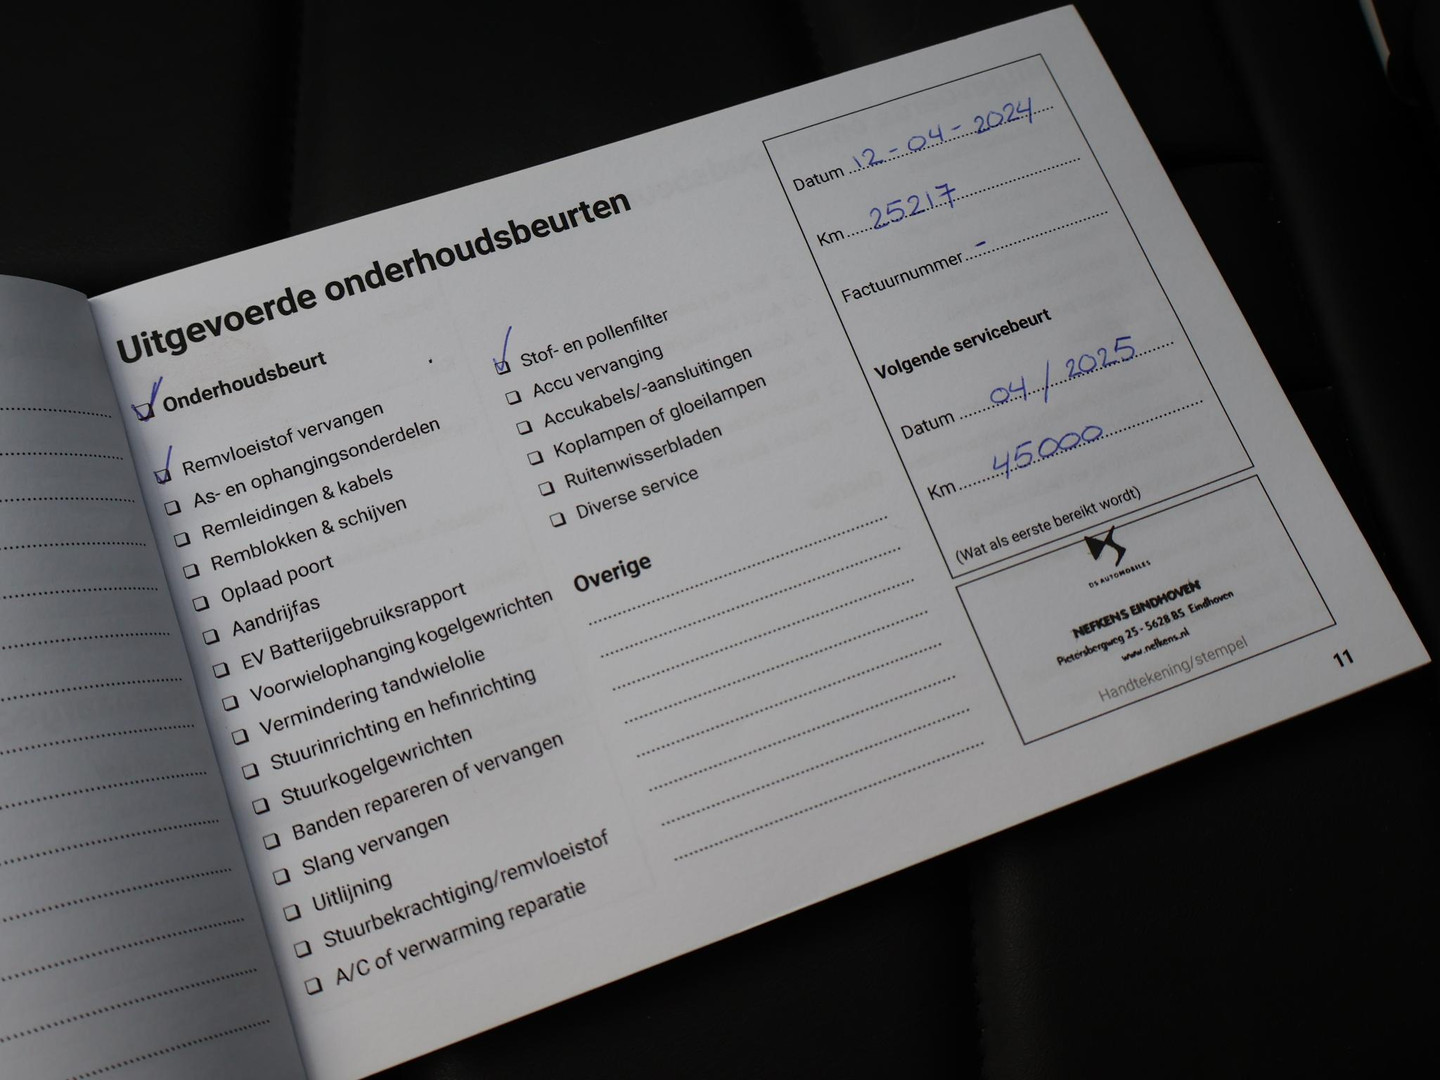 Uitgevoerde onderhoudsbeurten
Onderhoudsbeurt
Remvloeistof vervangen
As- en ophangingsonderdelen
Remleidingen & kabels
Remblokken & schijven
Oplaad poort
Aandrijfas
EV Batterijgebruiksrapport
Voorwielophanging kogelgewrichten
Vermindering tandwielolie
Stuurinrichting en hefinrichting
Stuurkogelgewrichten
Banden repareren of vervangen
Slang vervangen
Uitlijning
Stuurbekrachtiging/remvloeistof
A/C of verwarming reparatie
Stof- en pollenfilter
Accu vervanging
Accukabels/-aansluitingen
Koplampen of gloeilampen
Ruitenwisserbladen
Diverse service
Overige
Datum 12-04-2024
Km 25217
Factuurnummer -
Volgende servicebeurt
Datum 04/2025
Km 45000
(Wat als eerste bereikt wordt)
DS AUTOMOBILES
NEFKENS EINDHOVEN
Pietersbergweg 25 - 5628 BS Eindhoven
www.nefkens.nl
Handtekening/stempel
11